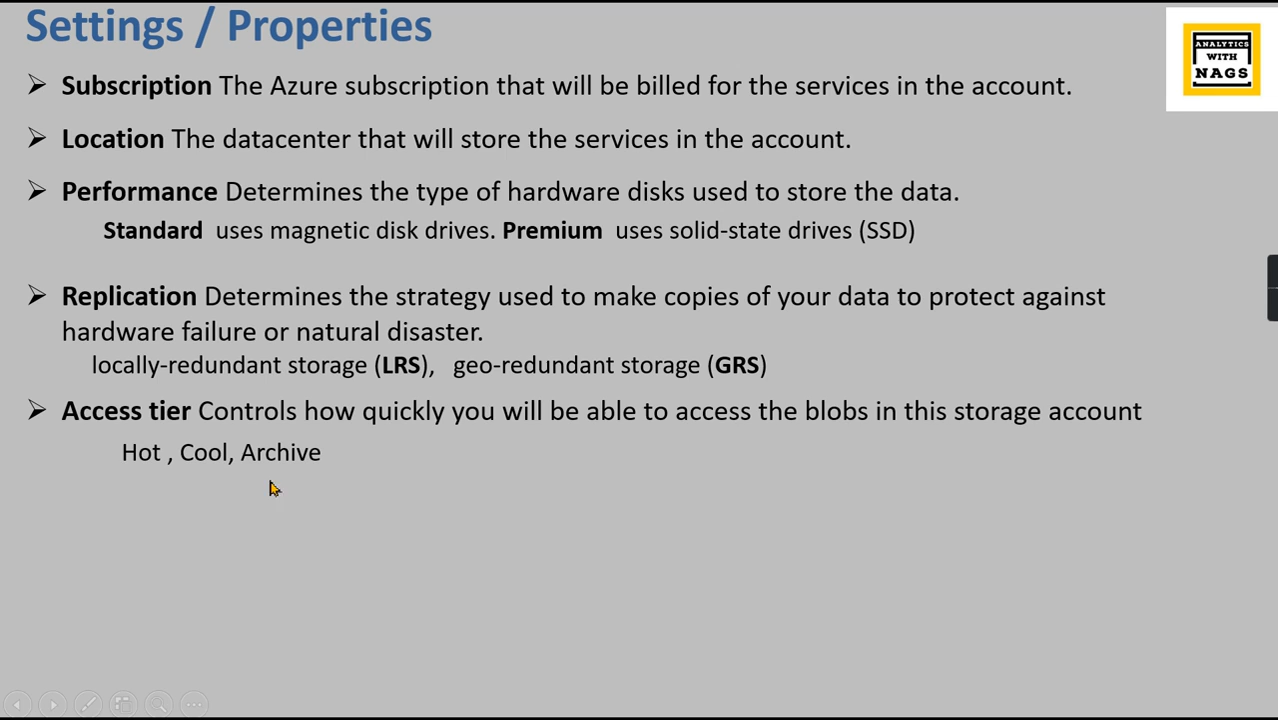 Settings / Properties
ANALYTICS
WITH
NAGS
➢ Subscription The Azure subscription that will be billed for the services in the account.
➢ Location The datacenter that will store the services in the account.
➢ Performance Determines the type of hardware disks used to store the data.
Standard uses magnetic disk drives. Premium uses solid-state drives (SSD)
➢ Replication Determines the strategy used to make copies of your data to protect against
hardware failure or natural disaster.
locally-redundant storage (LRS), geo-redundant storage (GRS)
➢ Access tier Controls how quickly you will be able to access the blobs in this storage account
Hot , Cool, Archive